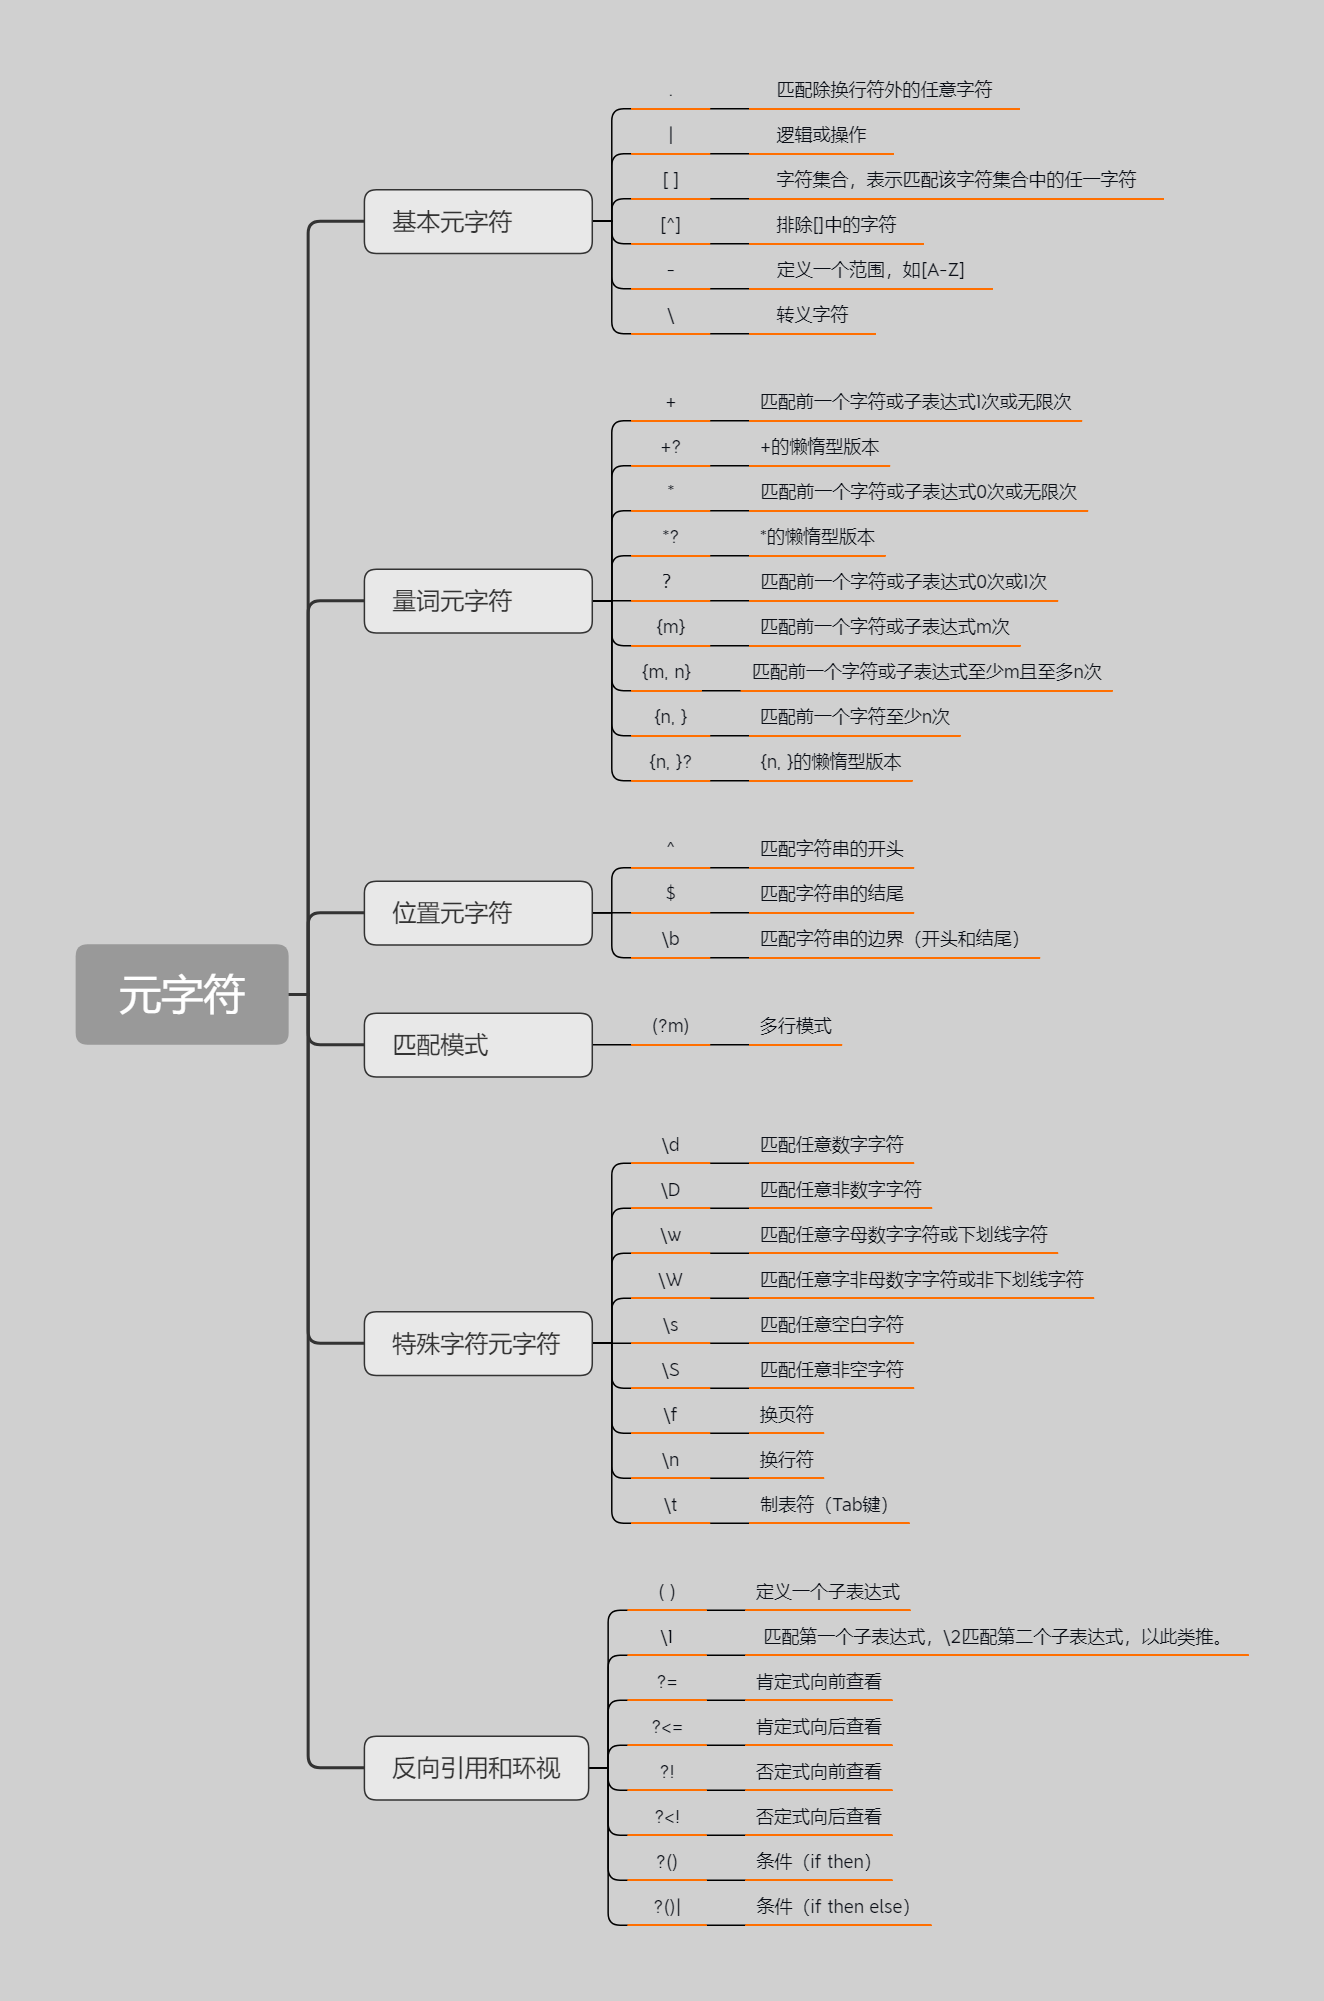 元字符
基本元字符
. 匹配除换行符外的任意字符
| 逻辑或操作
[ ] 字符集合，表示匹配该字符集合中的任一字符
[^] 排除[]中的字符
- 定义一个范围，如[A-Z]
\ 转义字符
量词元字符
+ 匹配前一个字符或子表达式1次或无限次
+? +的懒惰型版本
* 匹配前一个字符或子表达式0次或无限次
*? *的懒惰型版本
? 匹配前一个字符或子表达式0次或1次
{m} 匹配前一个字符或子表达式m次
{m, n} 匹配前一个字符或子表达式至少m且至多n次
{n, } 匹配前一个字符至少n次
{n, }? {n, }的懒惰型版本
位置元字符
^ 匹配字符串的开头
$ 匹配字符串的结尾
\b 匹配字符串的边界（开头和结尾）
匹配模式
(?m) 多行模式
特殊字符元字符
\d 匹配任意数字字符
\D 匹配任意非数字字符
\w 匹配任意字母数字字符或下划线字符
\W 匹配任意字非母数字字符或非下划线字符
\s 匹配任意空白字符
\S 匹配任意非空字符
\f 换页符
\n 换行符
\t 制表符（Tab键）
反向引用和环视
( ) 定义一个子表达式
\1 匹配第一个子表达式，\2匹配第二个子表达式，以此类推。
?= 肯定式向前查看
?<= 肯定式向后查看
?! 否定式向前查看
?<! 否定式向后查看
?() 条件（if then）
?()| 条件（if then else）